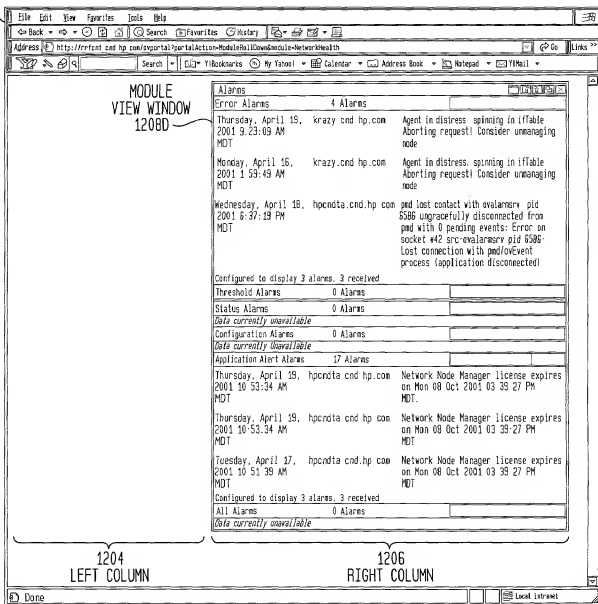 File Edit View Favorites Tools Help
Back Search Favorites History
Address http://rrfcnt cnd hp com/ovportal?portalAction=ModuleRollDown&module=NetworkHealth Go Links >>
Y! Search Y!Bookmarks My Yahoo! Calendar Address Book Notepad Y!Mail
MODULE
VIEW WINDOW
1208D
Alarms
Error Alarms 4 Alarms
Thursday, April 19, krazy.cnd hp.com Agent in distress spinning in ifTable
2001 9.23:09 AM Aborting request! Consider unmanaging
MDT node
Monday, April 16, krazy.cnd hp.com Agent in distress. spinning in ifTable
2001 1 59:49 AM Aborting request! Consider unmanaging
MDT node
Wednesday, April 18, hpcndta.cnd.hp com pmd lost contact with ovalarmsrv pid
2001 6:37:19 PM 6586 ungracefully disconnected from
MDT pmd with 0 pending events: Error on
socket #42 src-ovalarmsrv pid 6586-
Lost connection with pmd/ovEvent
process (application disconnected)
Configured to display 3 alarms, 3 received
Threshold Alarms 0 Alarms
Status Alarms 0 Alarms
Data currently unavailable
Configuration Alarms 0 Alarms
Data currently Unavailable
Application Alert Alarms 17 Alarms
Thursday, April 19, hpcndta cnd hp.com Network Node Manager license expires
2001 10 53:34 AM on Mon 08 Oct 2001 03 39 27 PM
MDT MDT.
Thursday, April 19, hpcndta cnd hp.com Network Node Manager license expires
2001 10·53.34 AM on Mon 08 Oct 2001 03 39·27 PM
MDT MDT
Tuesday, April 17, hpcndta cnd.hp com Network Node Manager license expires
2001 10 51 39 AM on Mon 08 Oct 2001 03 39 27 PM
MDT MDT
Configured to display 3 alarms, 3 received
All Alarms 0 Alarms
Data currently unavailable
1204 1206
LEFT COLUMN RIGHT COLUMN
Done Local intranet